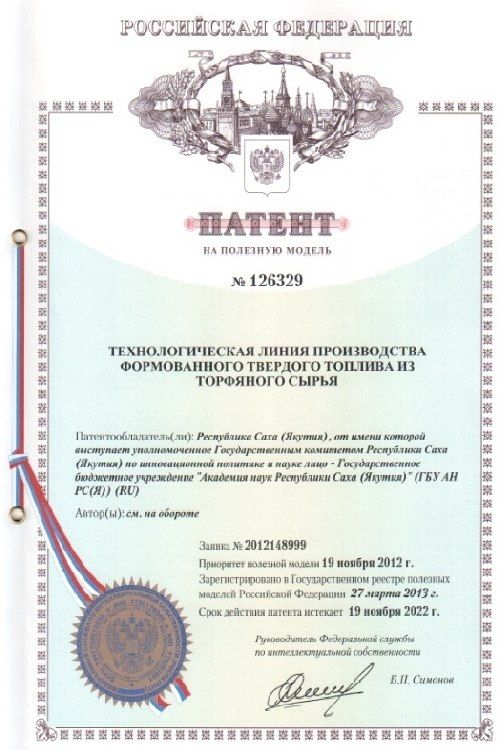 РОССИЙСКАЯ ФЕДЕРАЦИЯ
ПАТЕНТ
НА ПОЛЕЗНУЮ МОДЕЛЬ
№ 126329
ТЕХНОЛОГИЧЕСКАЯ ЛИНИЯ ПРОИЗВОДСТВА
ФОРМОВАННОГО ТВЕРДОГО ТОПЛИВА ИЗ
ТОРФЯНОГО СЫРЬЯ
Патентообладатель(ли): Республика Саха (Якутия), от имени которой
выступает уполномоченное Государственным комитетом Республики Саха
(Якутия) по инновационной политике и науке лицо - Государственное
бюджетное учреждение "Академия наук Республики Саха (Якутия)" (ГБУ АН
РС(Я)) (RU)
Автор(ы): см. на обороте
Заявка № 2012148999
Приоритет полезной модели 19 ноября 2012 г.
Зарегистрировано в Государственном реестре полезных
моделей Российской Федерации 27 марта 2013 г.
Срок действия патента истекает 19 ноября 2022 г.
Руководитель Федеральной службы
по интеллектуальной собственности
Б.П. Симонов